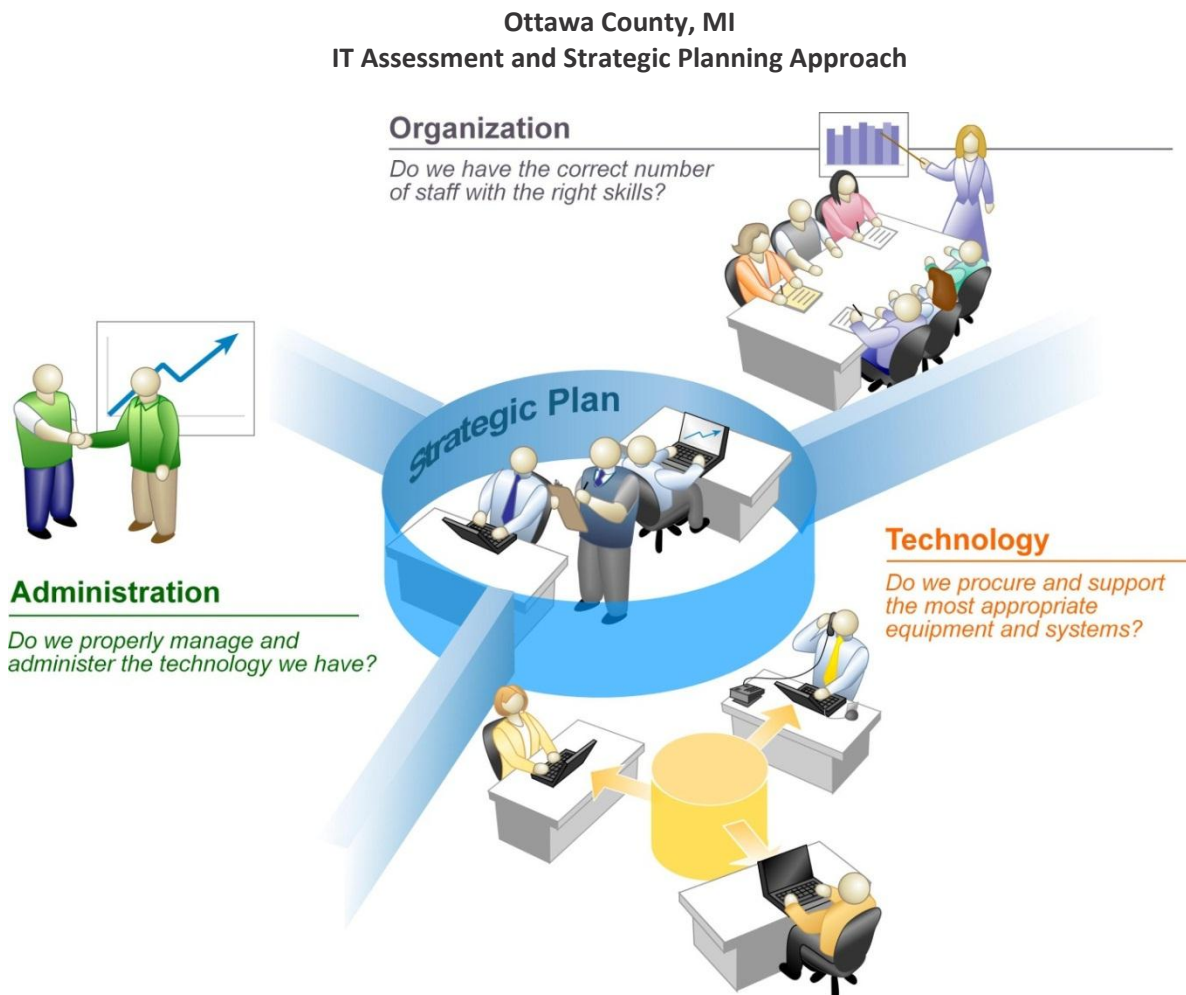 Ottawa County, MI
IT Assessment and Strategic Planning Approach
Organization
Do we have the correct number
of staff with the right skills?
Strategic Plan
Technology
Do we procure and support
the most appropriate
equipment and systems?
Administration
Do we properly manage and
administer the technology we have?